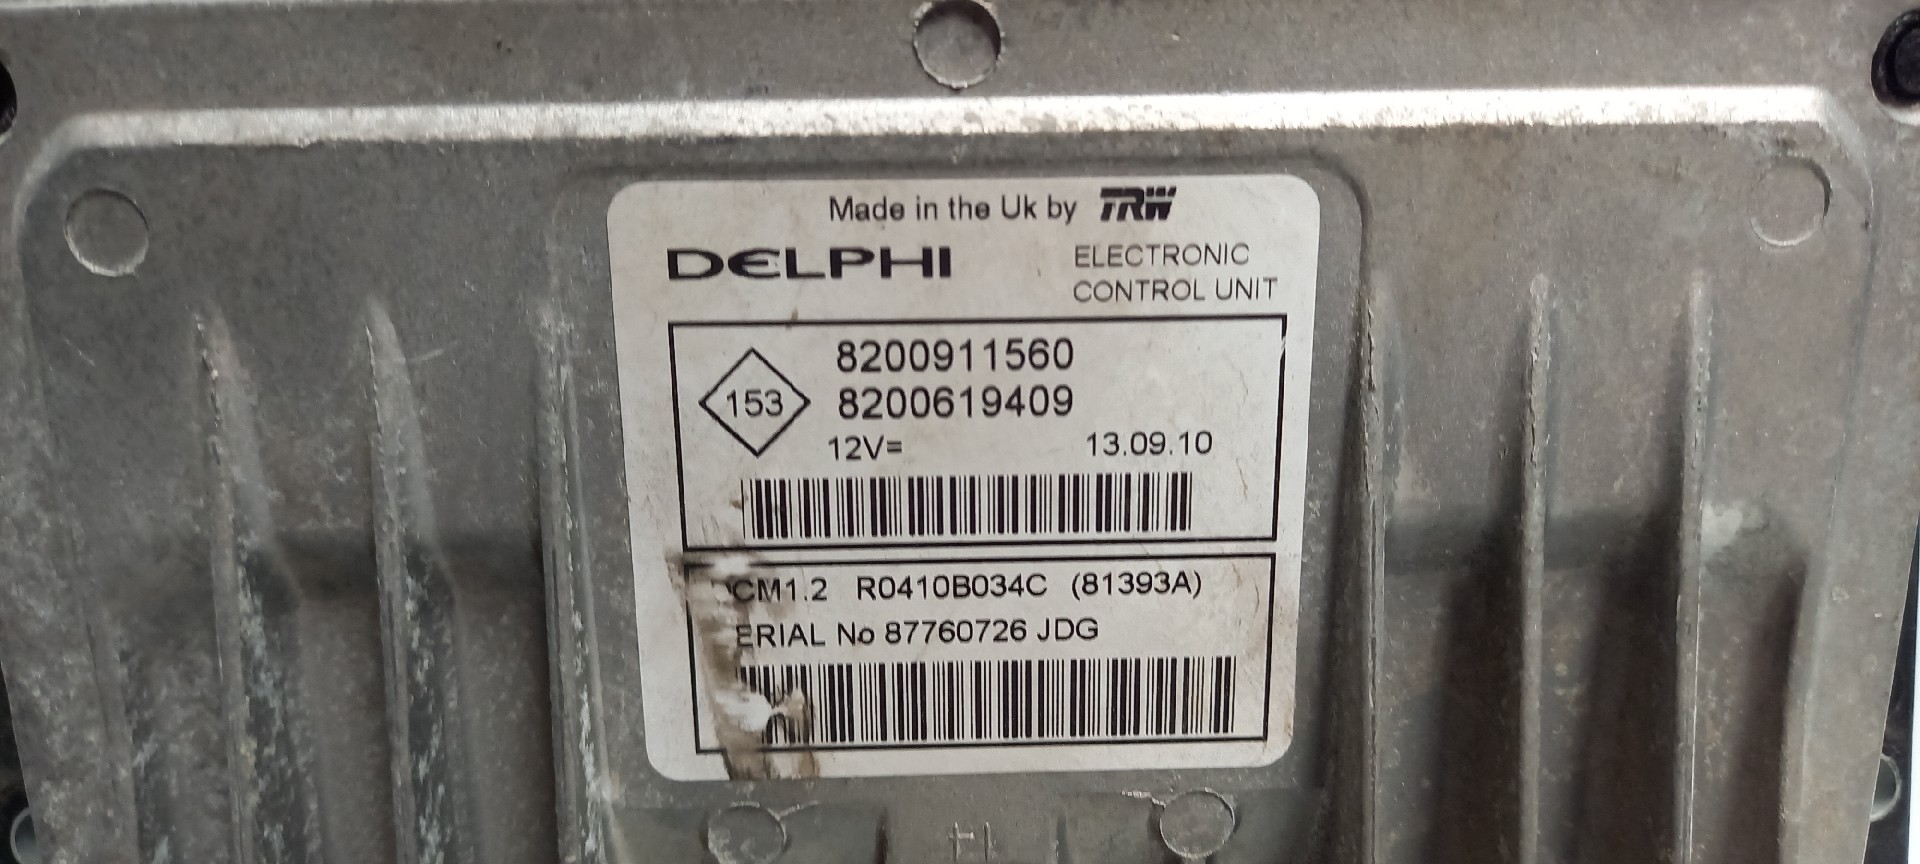 Made in the Uk by TRW
DELPHI
ELECTRONIC
CONTROL UNIT
8200911560
153
8200619409
12V= 13.09.10
CM1.2 R0410B034C (81393A)
ERIAL No 87760726 JDG